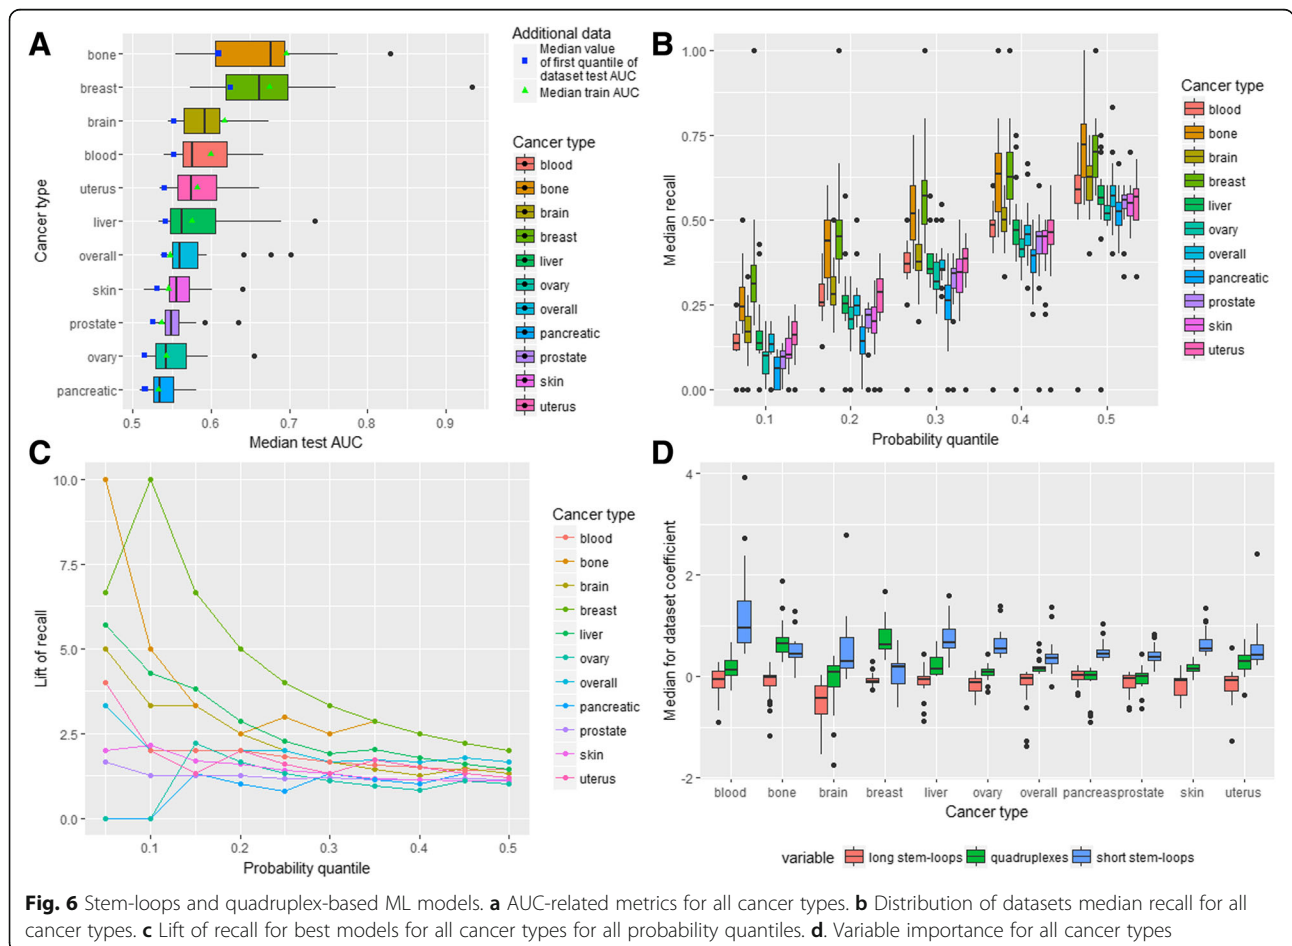 A
bone
breast
brain
blood
uterus
liver
overall
skin
prostate
ovary
pancreatic
Cancer type
0.5 0.6 0.7 0.8 0.9
Median test AUC
Additional data
Median value
of first quantile of
dataset test AUC
Median train AUC
Cancer type
blood
bone
brain
breast
liver
ovary
overall
pancreatic
prostate
skin
uterus
B
1.00
0.75
0.50
0.25
0.00
Median recall
0.1 0.2 0.3 0.4 0.5
Probability quantile
Cancer type
blood
bone
brain
breast
liver
ovary
overall
pancreatic
prostate
skin
uterus
C
10.0
7.5
5.0
2.5
0.0
Lift of recall
0.1 0.2 0.3 0.4 0.5
Probability quantile
Cancer type
blood
bone
brain
breast
liver
ovary
overall
pancreatic
prostate
skin
uterus
D
4
2
0
-2
Median for dataset coefficient
blood bone brain breast liver ovary overall pancreasprostate skin uterus
Cancer type
variable long stem-loops quadruplexes short stem-loops
Fig. 6 Stem-loops and quadruplex-based ML models. a AUC-related metrics for all cancer types. b Distribution of datasets median recall for all
cancer types. c Lift of recall for best models for all cancer types for all probability quantiles. d. Variable importance for all cancer types